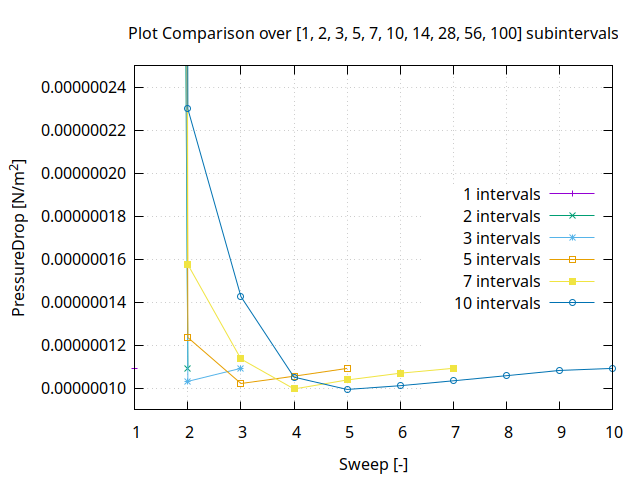 Plot Comparison over [1, 2, 3, 5, 7, 10, 14, 28, 56, 100] subintervals
0.00000024
0.00000022
0.00000020
0.00000018
0.00000016
0.00000014
0.00000012
0.00000010
PressureDrop [N/m²]
1 intervals
2 intervals
3 intervals
5 intervals
7 intervals
10 intervals
1 2 3 4 5 6 7 8 9 10
Sweep [-]